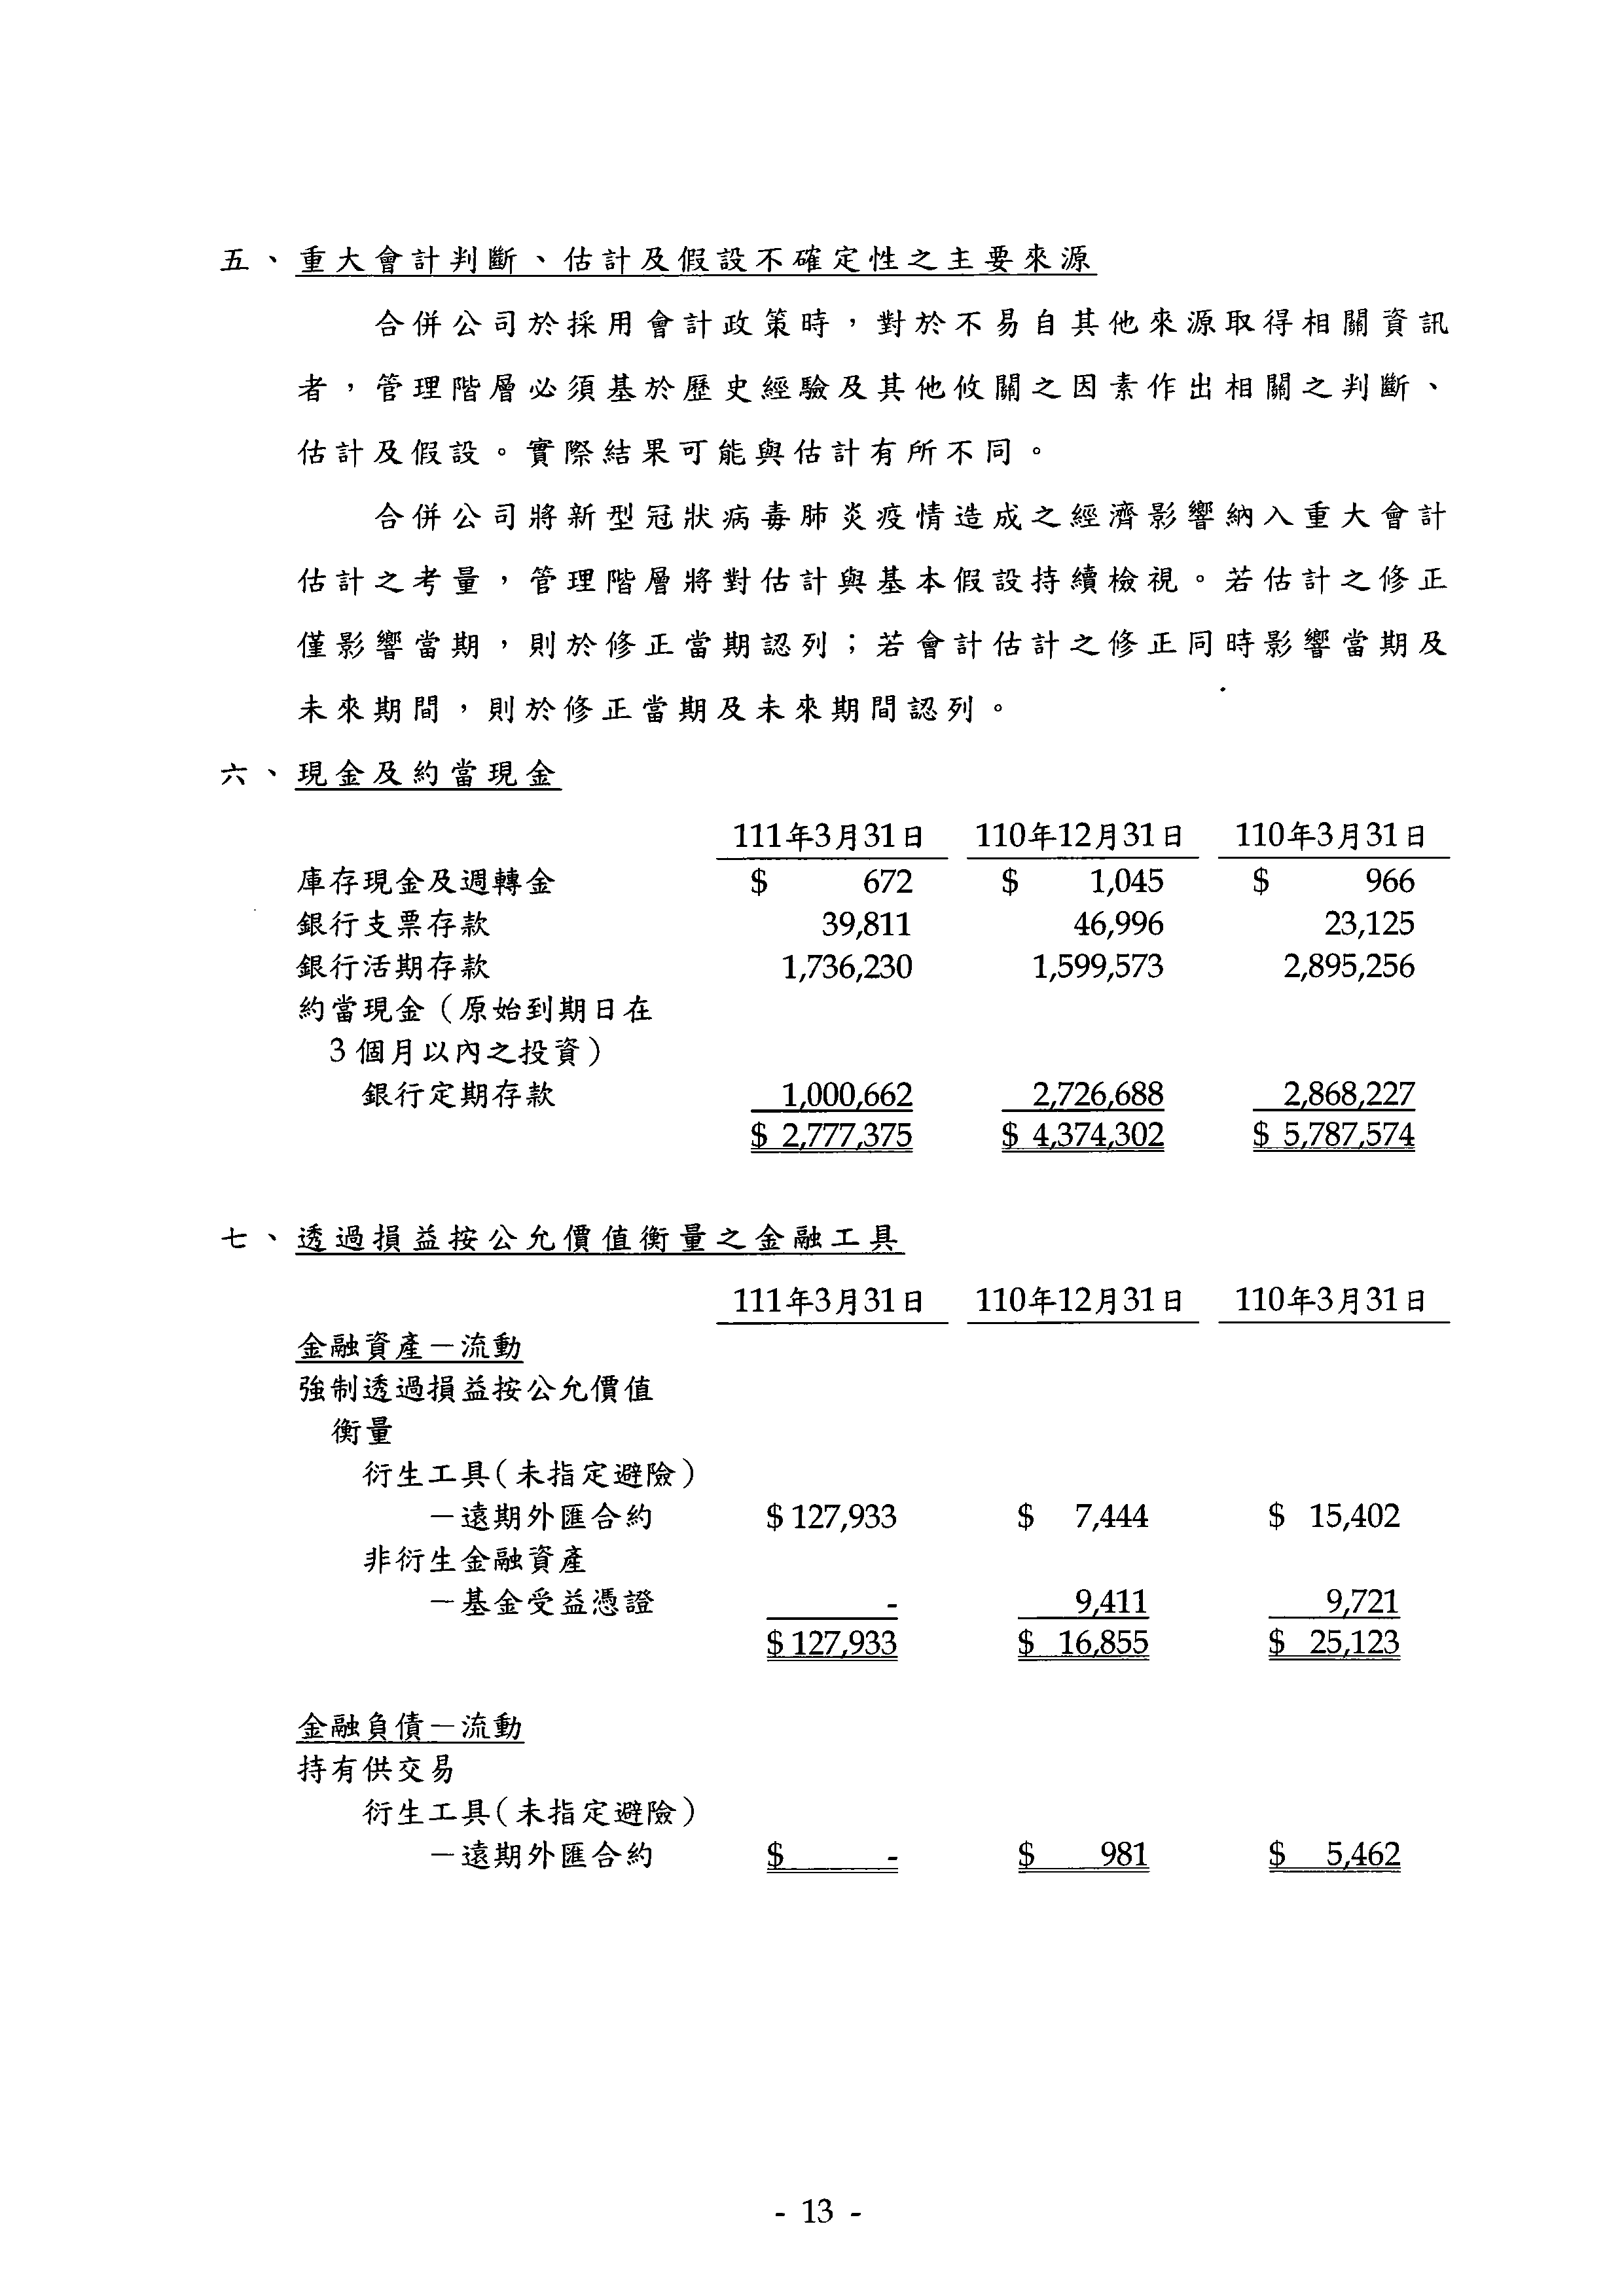 五、重大會計判斷、估計及假設不確定性之主要來源
合併公司於採用會計政策時，對於不易自其他來源取得相關資訊
者，管理階層必須基於歷史經驗及其他攸關之因素作出相關之判斷、
估計及假設。實際結果可能與估計有所不同。
合併公司將新型冠狀病毒肺炎疫情造成之經濟影響納入重大會計
估計之考量，管理階層將對估計與基本假設持續檢視。若估計之修正
僅影響當期，則於修正當期認列；若會計估計之修正同時影響當期及
未來期間，則於修正當期及未來期間認列。
六、現金及約當現金
111年3月31日 110年12月31日 110年3月31日
庫存現金及週轉金 $ 672 $ 1,045 $ 966
銀行支票存款 39,811 46,996 23,125
銀行活期存款 1,736,230 1,599,573 2,895,256
約當現金（原始到期日在
3個月以內之投資）
銀行定期存款 1,000,662 2,726,688 2,868,227
$ 2,777,375 $ 4,374,302 $ 5,787,574
七、透過損益按公允價值衡量之金融工具
111年3月31日 110年12月31日 110年3月31日
金融資產－流動
強制透過損益按公允價值
衡量
衍生工具（未指定避險）
－遠期外匯合約 $ 127,933 $ 7,444 $ 15,402
非衍生金融資產
－基金受益憑證 - 9,411 9,721
$ 127,933 $ 16,855 $ 25,123
金融負債－流動
持有供交易
衍生工具（未指定避險）
－遠期外匯合約 $ - $ 981 $ 5,462
- 13 -